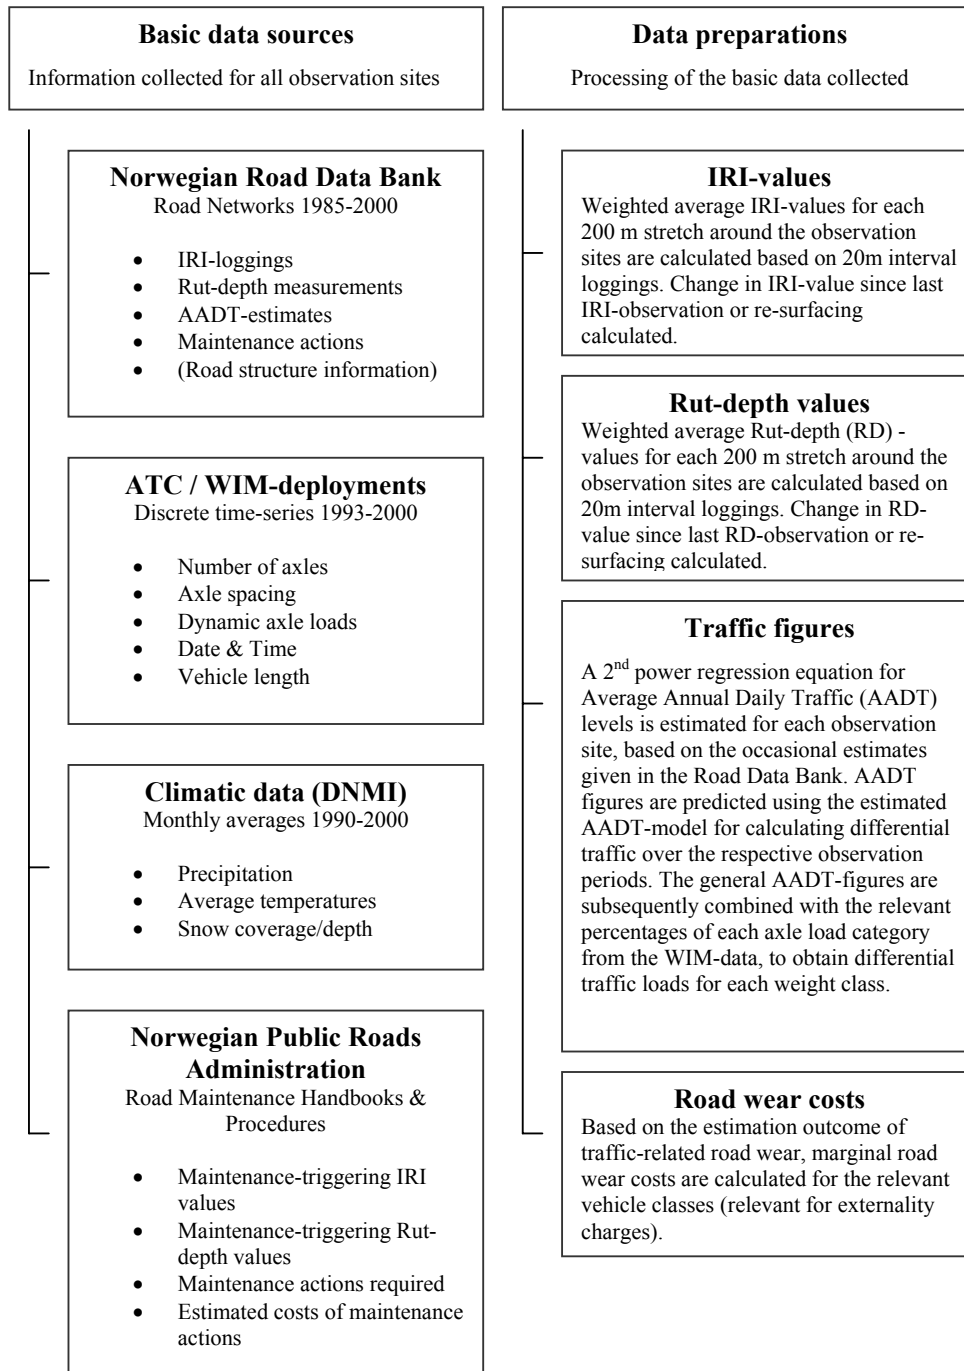 Basic data sources
Information collected for all observation sites
Norwegian Road Data Bank
Road Networks 1985-2000
• IRI-loggings
• Rut-depth measurements
• AADT-estimates
• Maintenance actions
• (Road structure information)
ATC / WIM-deployments
Discrete time-series 1993-2000
• Number of axles
• Axle spacing
• Dynamic axle loads
• Date & Time
• Vehicle length
Climatic data (DNMI)
Monthly averages 1990-2000
• Precipitation
• Average temperatures
• Snow coverage/depth
Norwegian Public Roads
Administration
Road Maintenance Handbooks &
Procedures
• Maintenance-triggering IRI
values
• Maintenance-triggering Rut-
depth values
• Maintenance actions required
• Estimated costs of maintenance
actions
Data preparations
Processing of the basic data collected
IRI-values
Weighted average IRI-values for each
200 m stretch around the observation
sites are calculated based on 20m interval
loggings. Change in IRI-value since last
IRI-observation or re-surfacing
calculated.
Rut-depth values
Weighted average Rut-depth (RD) -
values for each 200 m stretch around the
observation sites are calculated based on
20m interval loggings. Change in RD-
value since last RD-observation or re-
surfacing calculated.
Traffic figures
A 2nd power regression equation for
Average Annual Daily Traffic (AADT)
levels is estimated for each observation
site, based on the occasional estimates
given in the Road Data Bank. AADT
figures are predicted using the estimated
AADT-model for calculating differential
traffic over the respective observation
periods. The general AADT-figures are
subsequently combined with the relevant
percentages of each axle load category
from the WIM-data, to obtain differential
traffic loads for each weight class.
Road wear costs
Based on the estimation outcome of
traffic-related road wear, marginal road
wear costs are calculated for the relevant
vehicle classes (relevant for externality
charges).